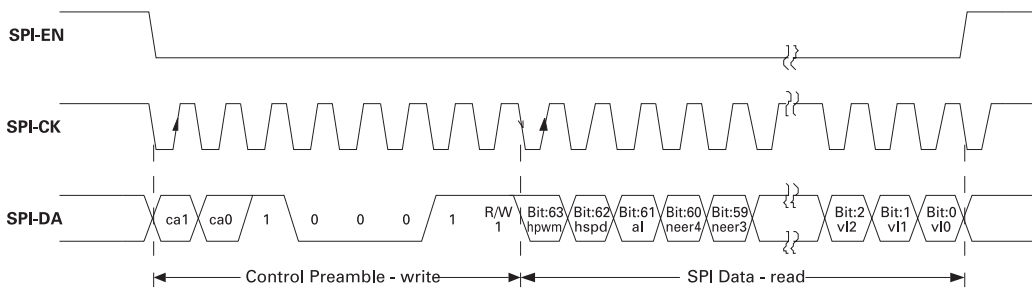 SPI-EN
SPI-CK
SPI-DA
ca1 ca0 1 0 0 0 1 R/W 1
Bit:63 hpwm
Bit:62 hspd
Bit:61 al
Bit:60 neer4
Bit:59 neer3
Bit:2 vl2
Bit:1 vl1
Bit:0 vl0
Control Preamble - write
SPI Data - read